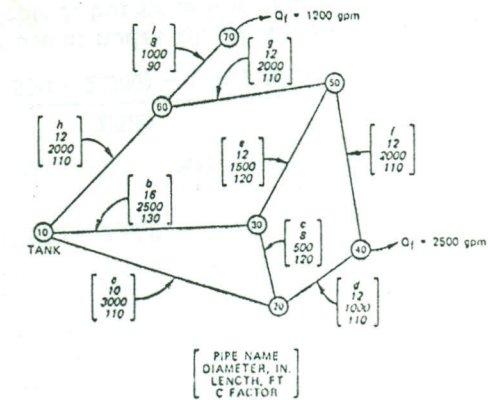 i
8
1000
90
70
Qf = 1200 gpm
g
12
2000
110
60
50
h
12
2000
110
e
12
1500
120
f
12
2000
110
b
16
2500
130
10
TANK
30
c
8
500
120
40
Qf = 2500 gpm
10
3000
110
20
d
12
1000
110
PIPE NAME
DIAMETER, IN.
LENGTH, FT
C FACTOR